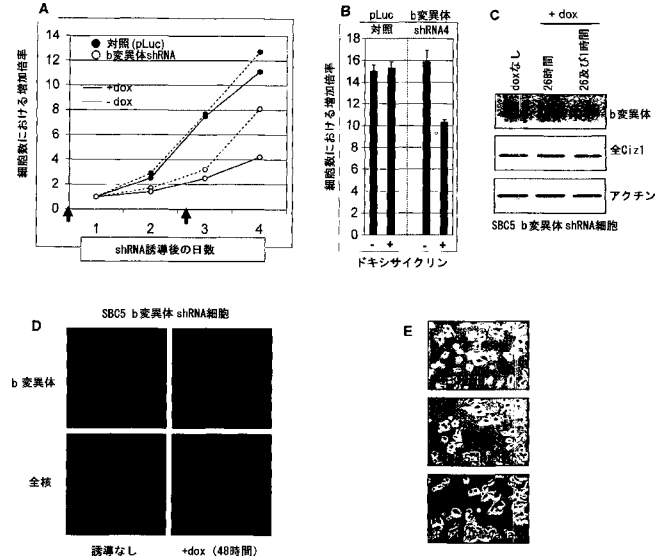 A
細胞数における増加倍率
14
12
10
8
6
4
2
0
対照(pLuc)
b変異体shRNA
+dox
- dox
1 2 3 4
shRNA誘導後の日数
B
pLuc b変異体
対照 shRNA4
細胞数における増加倍率
18
16
14
12
10
8
6
4
2
0
- + - +
ドキシサイクリン
C
+ dox
doxなし
26時間
26及び1時間
b変異体
全Ciz1
アクチン
SBC5 b変異体 shRNA細胞
D
SBC5 b変異体 shRNA細胞
b 変異体
全核
誘導なし +dox (48時間)
E